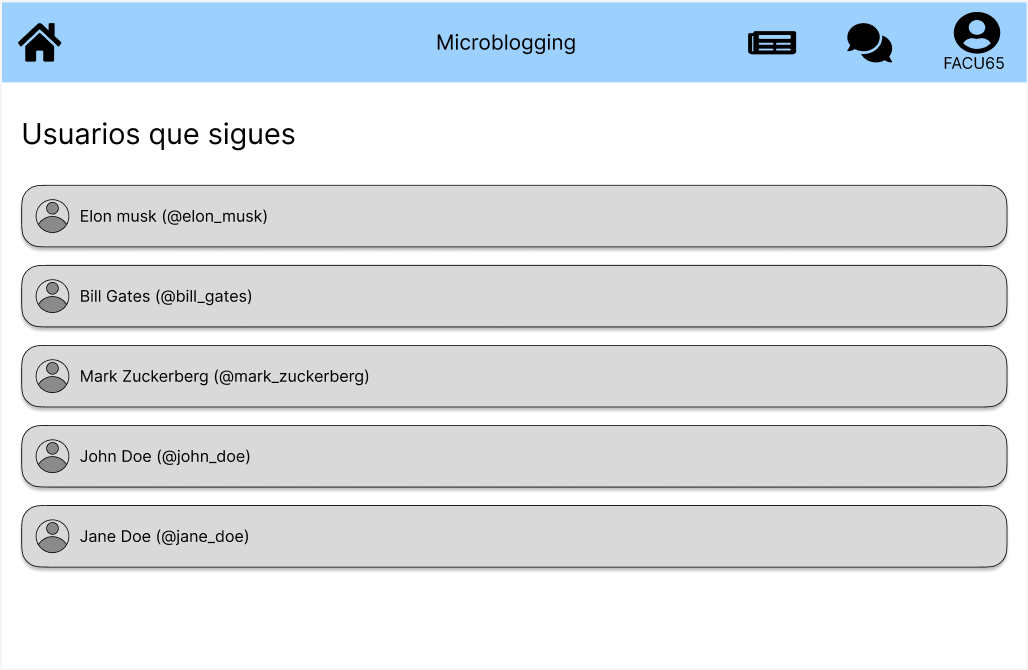 Microblogging
FACU65
Usuarios que sigues
Elon musk (@elon_musk)
Bill Gates (@bill_gates)
Mark Zuckerberg (@mark_zuckerberg)
John Doe (@john_doe)
Jane Doe (@jane_doe)